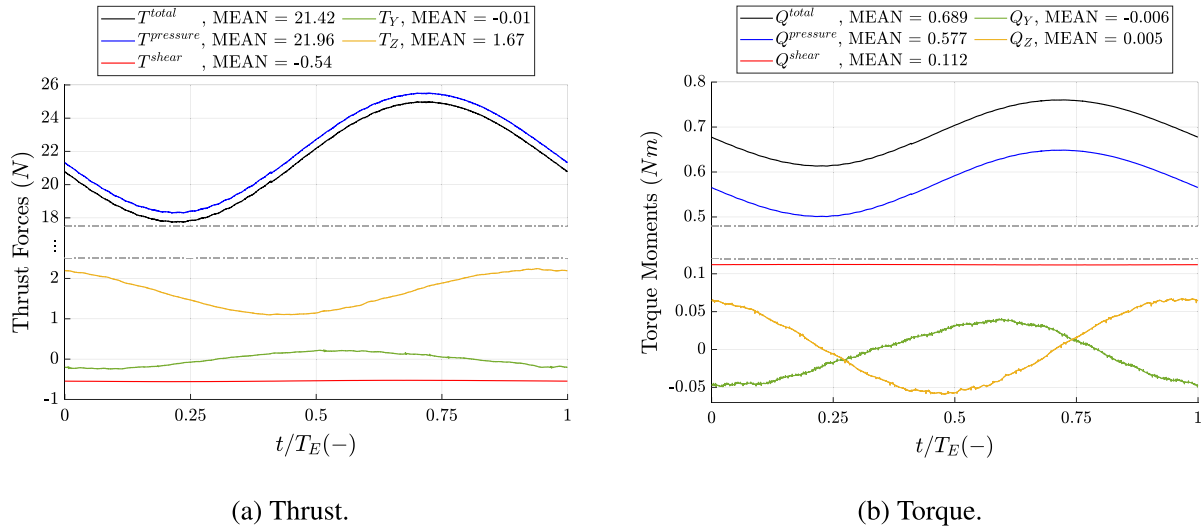 T^total , MEAN = 21.42 T_Y, MEAN = -0.01
T^pressure , MEAN = 21.96 T_Z, MEAN = 1.67
T^shear , MEAN = -0.54
26
24
22
20
18
⋮
2
0
-1
Thrust Forces (N)
0 0.25 0.5 0.75 1
t/T_E(−)
(a) Thrust.
Q^total , MEAN = 0.689 Q_Y, MEAN = -0.006
Q^pressure , MEAN = 0.577 Q_Z, MEAN = 0.005
Q^shear , MEAN = 0.112
0.8
0.7
0.6
0.5
0.1
0.05
0
-0.05
Torque Moments (Nm)
0 0.25 0.5 0.75 1
t/T_E(−)
(b) Torque.